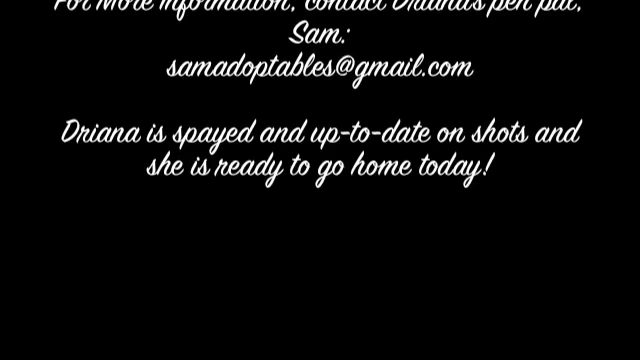 For More Information, contact Driana's pen pal,
Sam:
samadoptables@gmail.com
Driana is spayed and up-to-date on shots and
she is ready to go home today!